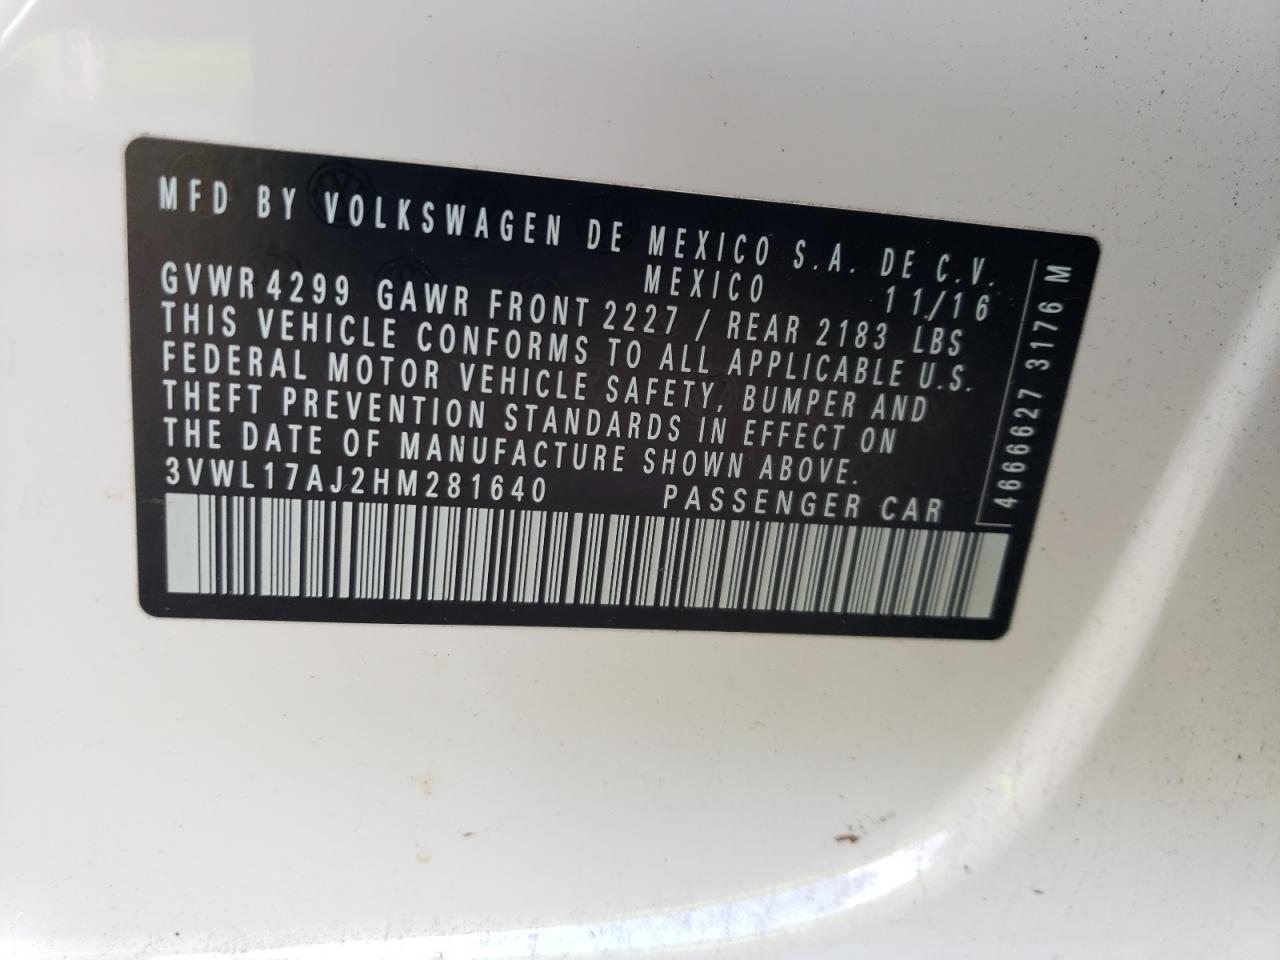 MFD BY VOLKSWAGEN DE MEXICO S.A. DE C.V.
MEXICO 11/16
GVWR 4299 GAWR FRONT 2227 / REAR 2183 LBS
THIS VEHICLE CONFORMS TO ALL APPLICABLE U.S.
FEDERAL MOTOR VEHICLE SAFETY, BUMPER AND
THEFT PREVENTION STANDARDS IN EFFECT ON
THE DATE OF MANUFACTURE SHOWN ABOVE.
3VWL17AJ2HM281640 PASSENGER CAR
4666627 3176 M